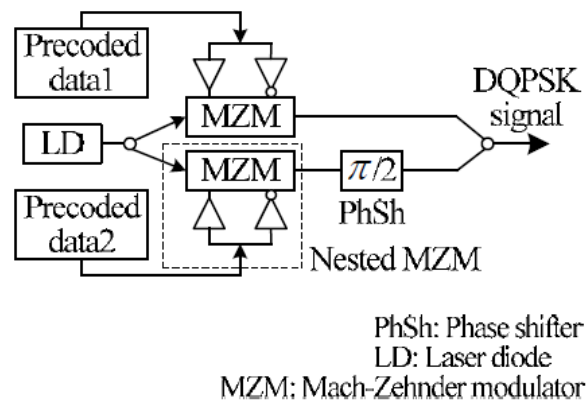 Precoded
data1
DQPSK
signal
MZM
LD
MZM
π/2
PhSh
Precoded
data2
Nested MZM
PhSh: Phase shifter
LD: Laser diode
MZM: Mach-Zehnder modulator